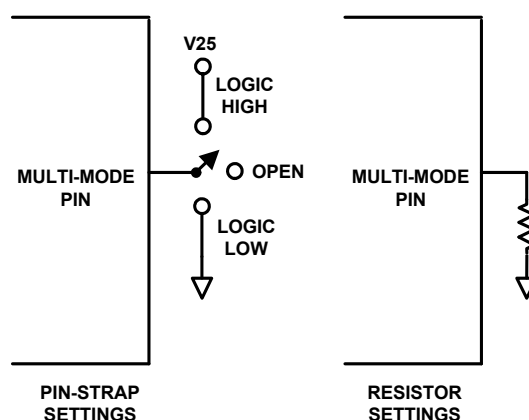 V25
LOGIC
HIGH
MULTI-MODE
PIN
OPEN
LOGIC
LOW
PIN-STRAP
SETTINGS
MULTI-MODE
PIN
RESISTOR
SETTINGS